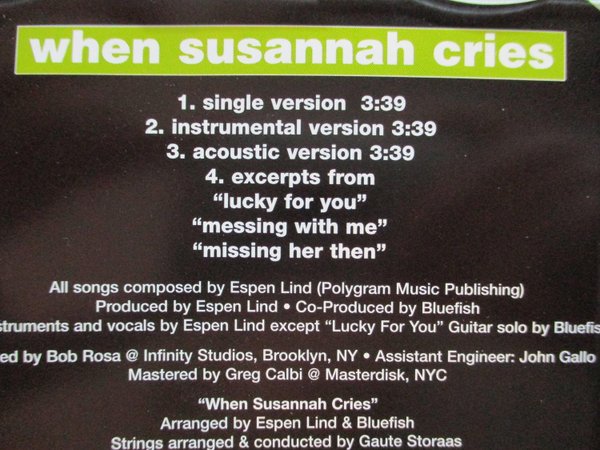 when susannah cries
1. single version 3:39
2. instrumental version 3:39
3. acoustic version 3:39
4. excerpts from
“lucky for you”
“messing with me”
“missing her then”
All songs composed by Espen Lind (Polygram Music Publishing)
Produced by Espen Lind • Co-Produced by Bluefish
struments and vocals by Espen Lind except “Lucky For You” Guitar solo by Bluefis
ed by Bob Rosa @ Infinity Studios, Brooklyn, NY • Assistant Engineer: John Gallo
Mastered by Greg Calbi @ Masterdisk, NYC
“When Susannah Cries”
Arranged by Espen Lind & Bluefish
Strings arranged & conducted by Gaute Storaas